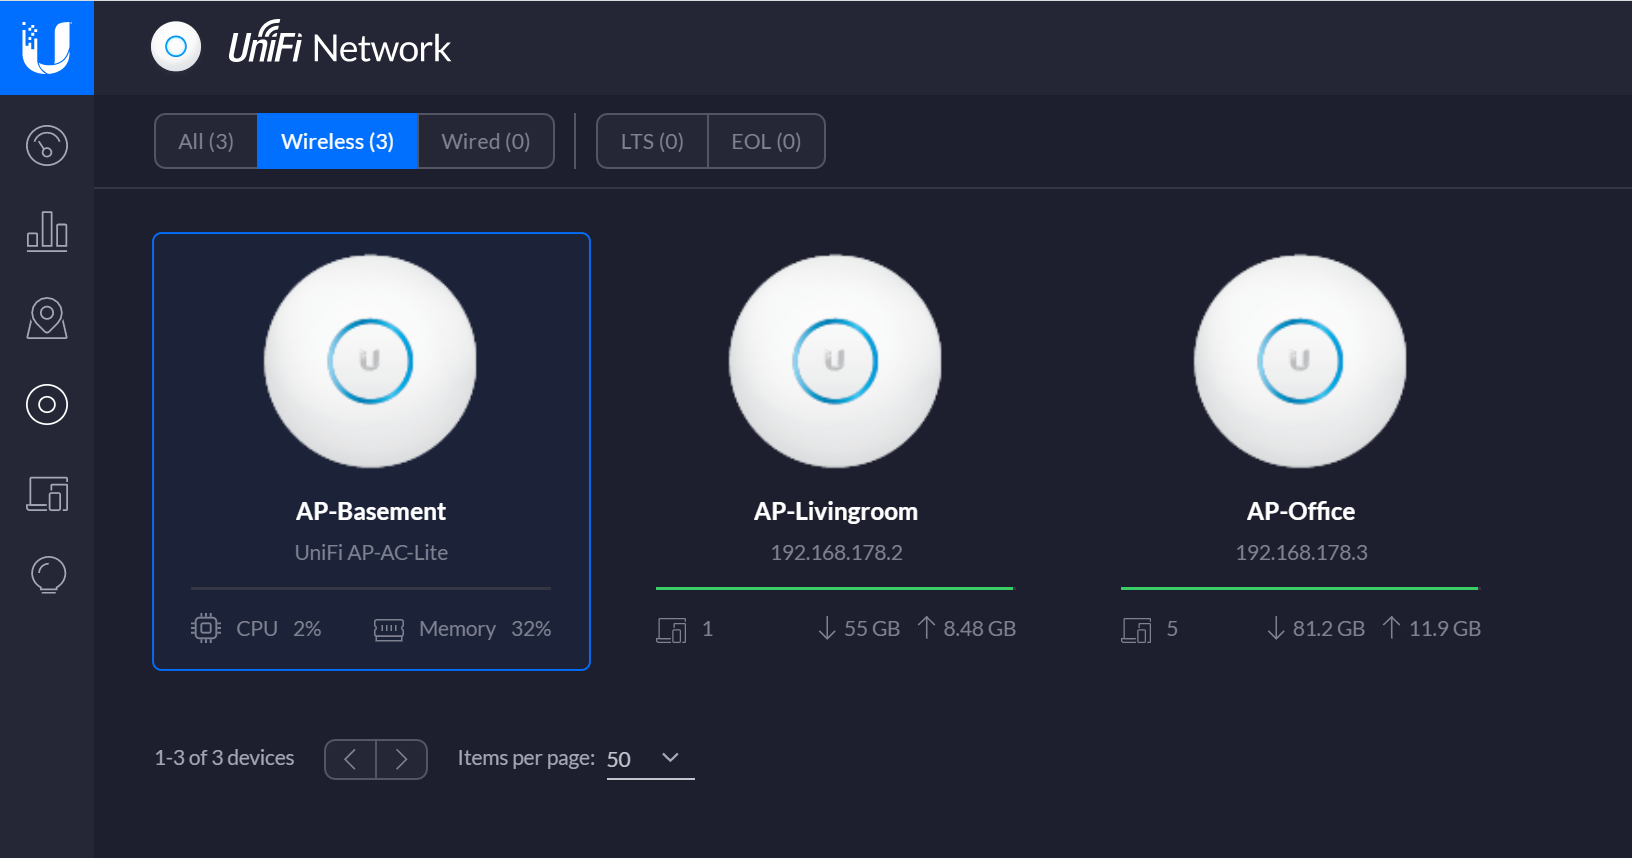 UniFi Network
All (3) Wireless (3) Wired (0) LTS (0) EOL (0)
U U U
AP-Basement AP-Livingroom AP-Office
UniFi AP-AC-Lite 192.168.178.2 192.168.178.3
CPU 2% Memory 32% 1 55 GB 8.48 GB 5 81.2 GB 11.9 GB
1-3 of 3 devices Items per page: 50